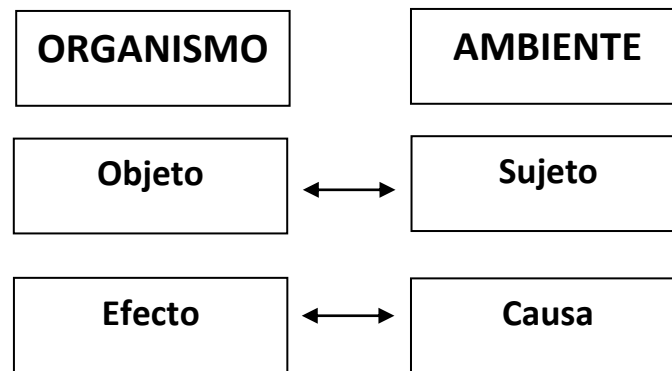 ORGANISMO
AMBIENTE
Objeto
Sujeto
Efecto
Causa